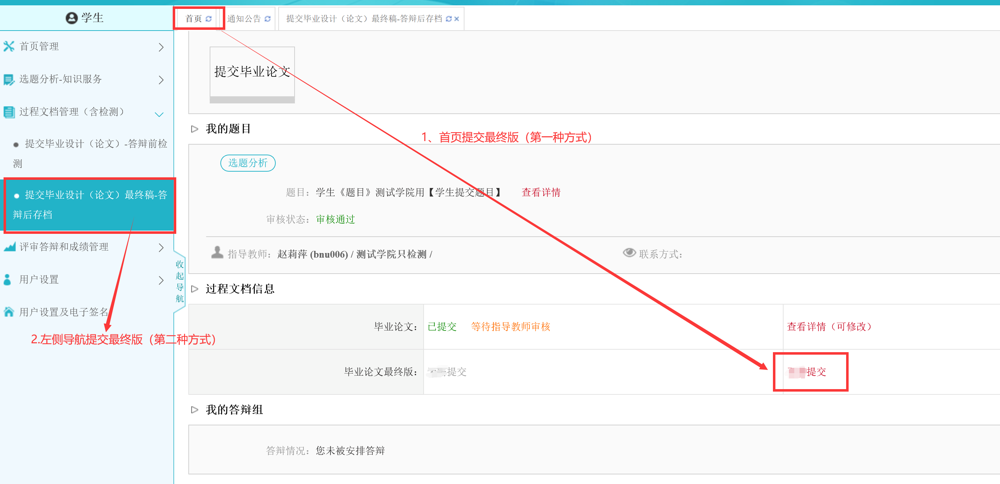 学生
首页
通知公告
提交毕业设计（论文）最终稿-答辩后存档
首页管理
选题分析-知识服务
过程文档管理（含检测）
提交毕业设计（论文）-答辩前检
测
提交毕业设计（论文）最终稿-答
辩后存档
评审答辩和成绩管理
用户设置
用户设置及电子签名
2.左侧导航提交最终版（第二种方式）
收
起
导
航
提交毕业论文
我的题目
1、首页提交最终版（第一种方式）
选题分析
题目：学生《题目》测试学院用【学生提交题目】 查看详情
审核状态：审核通过
指导教师：赵莉萍 (bnu006) / 测试学院只检测 / 联系方式：
过程文档信息
毕业论文： 已提交 等待指导教师审核 查看详情（可修改）
毕业论文最终版： 提交 提交
我的答辩组
答辩情况：您未被安排答辩